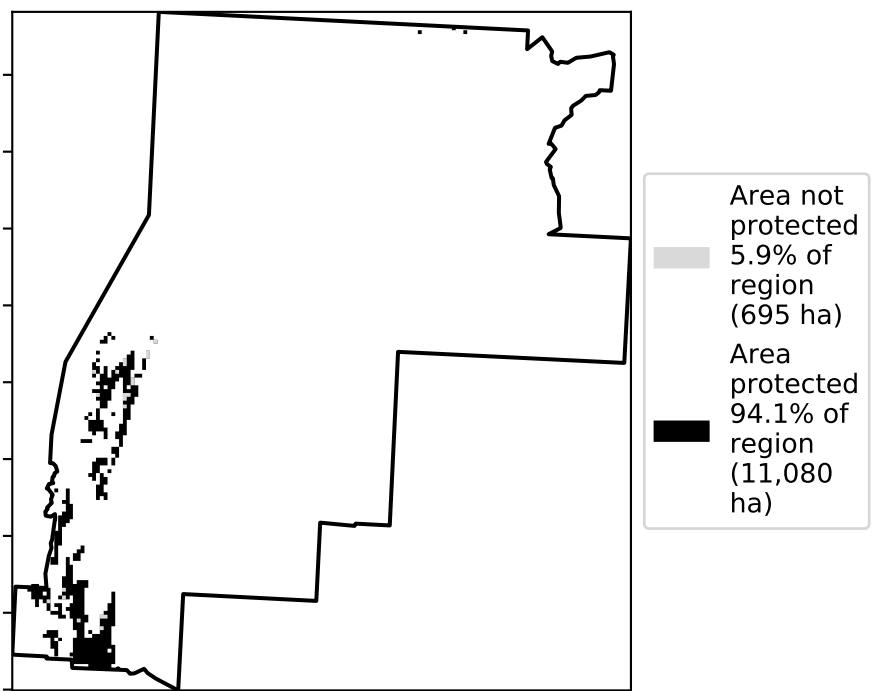 Area not
protected
5.9% of
region
(695 ha)
Area
protected
94.1% of
region
(11,080
ha)